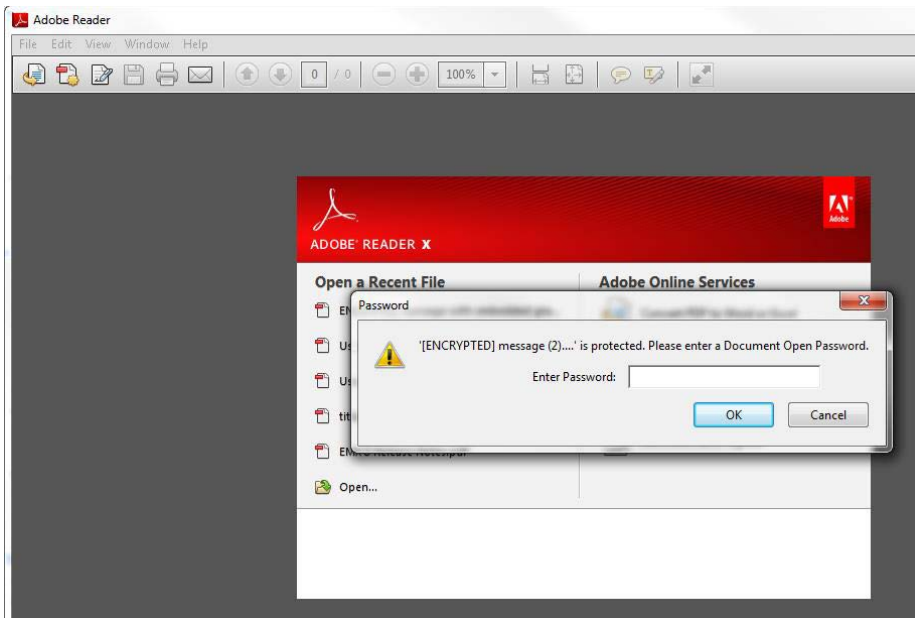 Adobe Reader
File Edit View Window Help
0 / 0 100%
Adobe
ADOBE® READER X
Open a Recent File
Adobe Online Services
Password
'[ENCRYPTED] message (2)....' is protected. Please enter a Document Open Password.
Enter Password:
OK Cancel
Open...